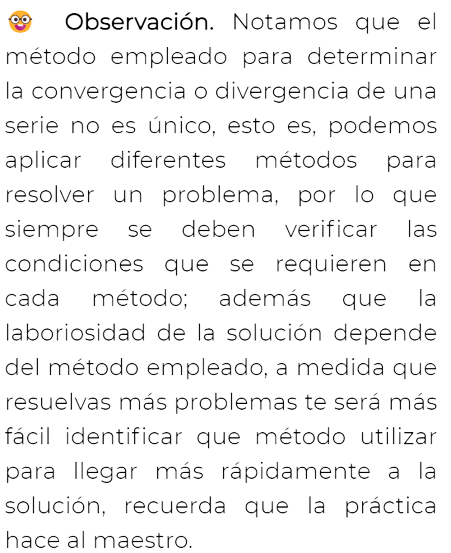 🤓 Observación. Notamos que el
método empleado para determinar
la convergencia o divergencia de una
serie no es único, esto es, podemos
aplicar diferentes métodos para
resolver un problema, por lo que
siempre se deben verificar las
condiciones que se requieren en
cada método; además que la
laboriosidad de la solución depende
del método empleado, a medida que
resuelvas más problemas te será más
fácil identificar que método utilizar
para llegar más rápidamente a la
solución, recuerda que la práctica
hace al maestro.